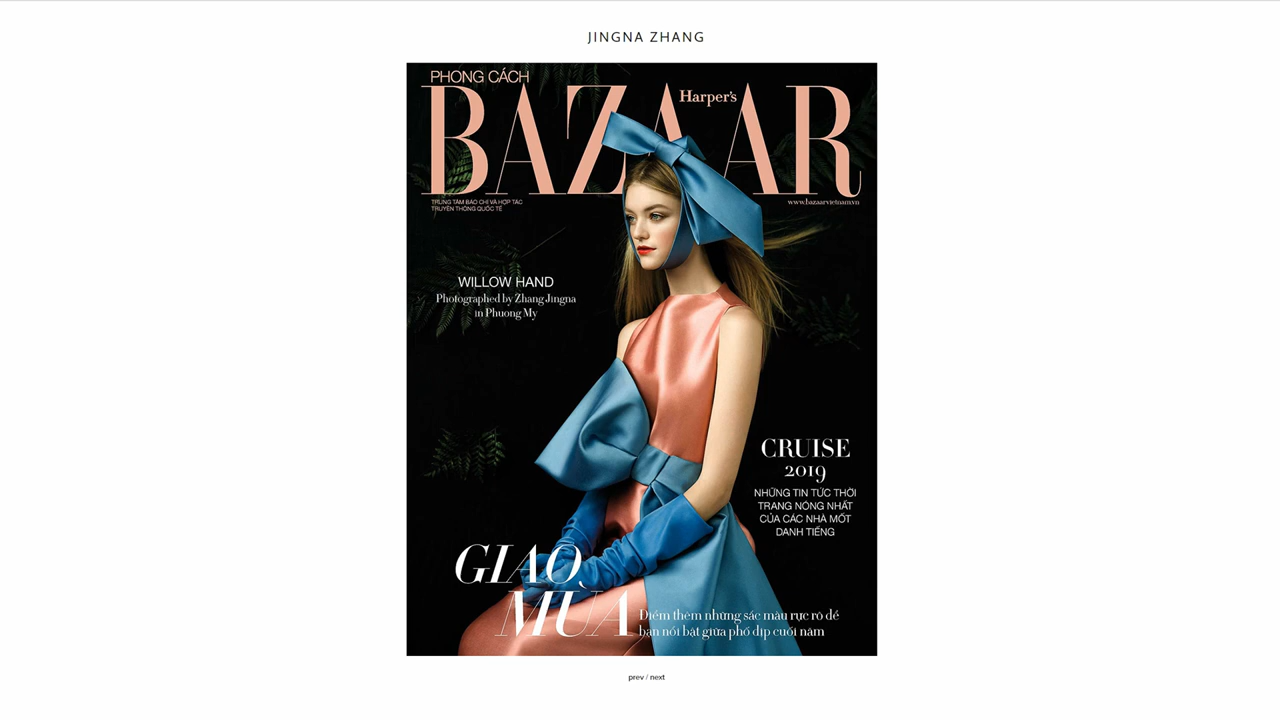 JINGNA ZHANG
PHONG CÁCH
Harper's
BAZAAR
TRUNG TÂM BÁO CHÍ VÀ HỢP TÁC
TRUYỀN THÔNG QUỐC TẾ
www.bazaarvietnam.vn
WILLOW HAND
Photographed by Zhang Jingna
in Phuong My
CRUISE
2019
NHỮNG TIN TỨC THỜI
TRANG NÓNG NHẤT
CỦA CÁC NHÀ MỐT
DANH TIẾNG
GIAO
MÙA
Điểm thêm những sắc màu rực rỡ để
bạn nổi bật giữa phố dịp cuối năm
prev / next